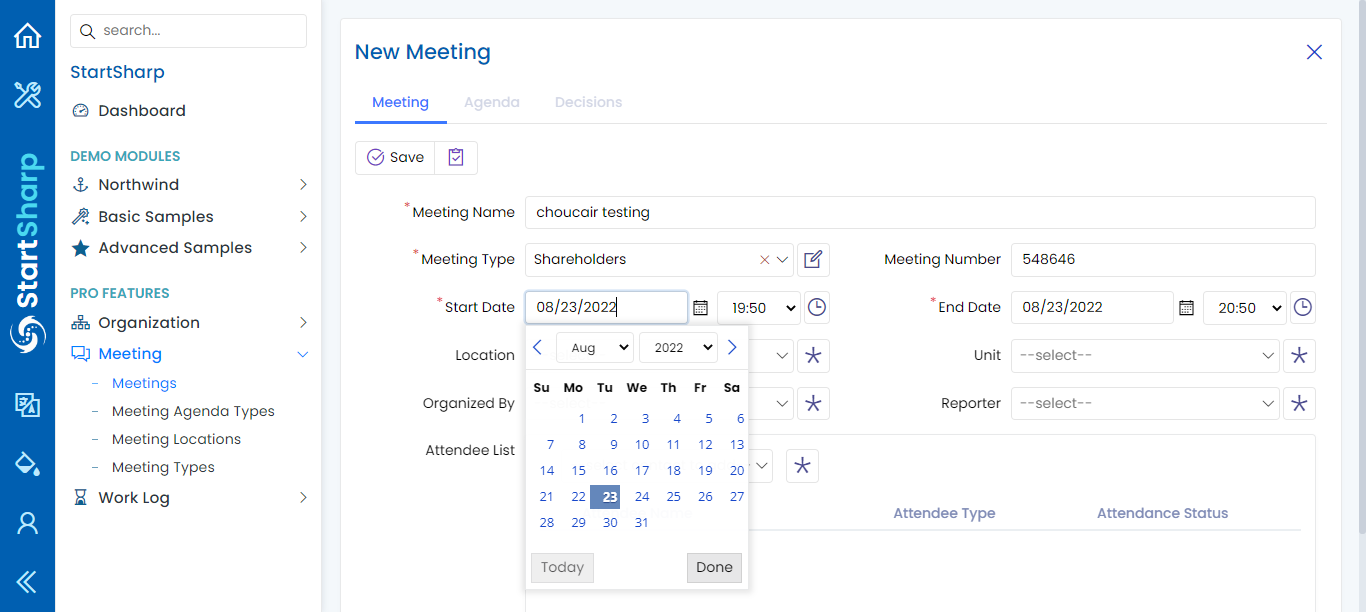 StartSharp
search...
StartSharp
Dashboard
DEMO MODULES
Northwind
Basic Samples
Advanced Samples
PRO FEATURES
Organization
Meeting
Meetings
Meeting Agenda Types
Meeting Locations
Meeting Types
Work Log
New Meeting
Meeting Agenda Decisions
Save
*Meeting Name choucair testing
*Meeting Type Shareholders Meeting Number 548646
*Start Date 08/23/2022 19:50 *End Date 08/23/2022 20:50
Location Unit --select--
Organized By Reporter --select--
Attendee List
Attendee Type Attendance Status
Aug 2022
Su Mo Tu We Th Fr Sa
1 2 3 4 5 6
7 8 9 10 11 12 13
14 15 16 17 18 19 20
21 22 23 24 25 26 27
28 29 30 31
Today Done